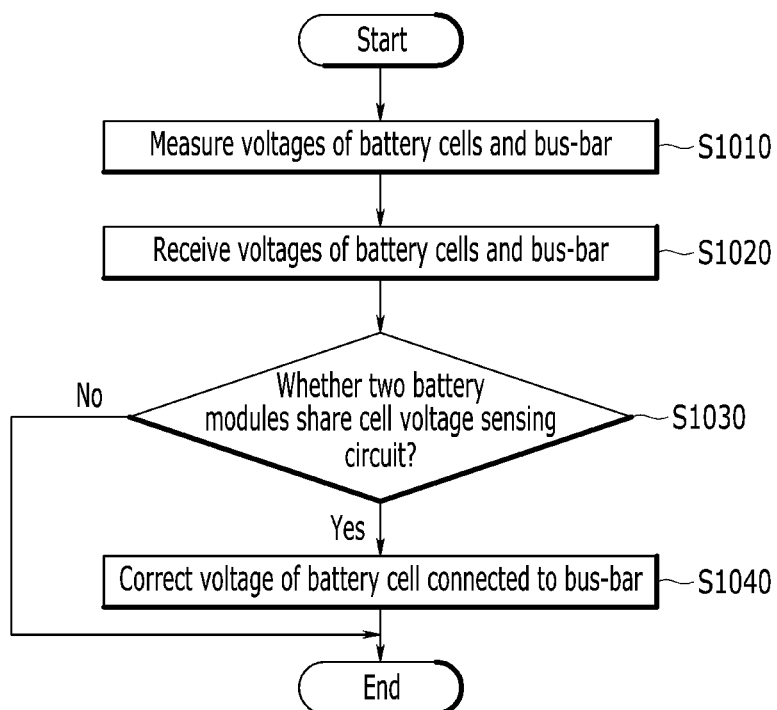 Start
Measure voltages of battery cells and bus-bar
S1010
Receive voltages of battery cells and bus-bar
S1020
No
Whether two battery
modules share cell voltage sensing
circuit?
S1030
Yes
Correct voltage of battery cell connected to bus-bar
S1040
End